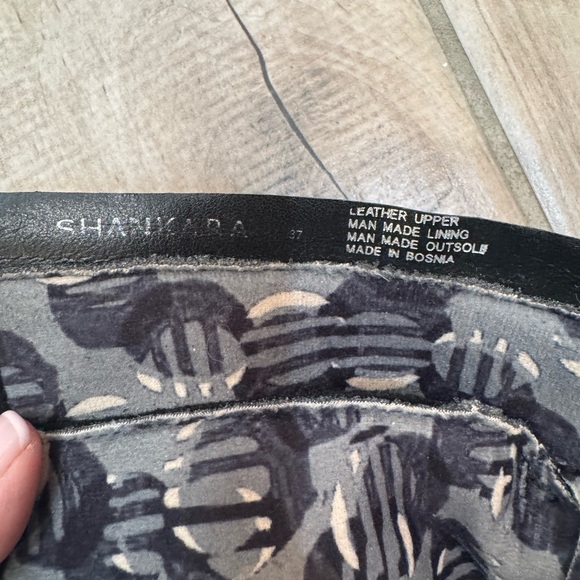 SHANKARA
37
LEATHER UPPER
MAN MADE LINING
MAN MADE OUTSOLE
MADE IN BOSNIA